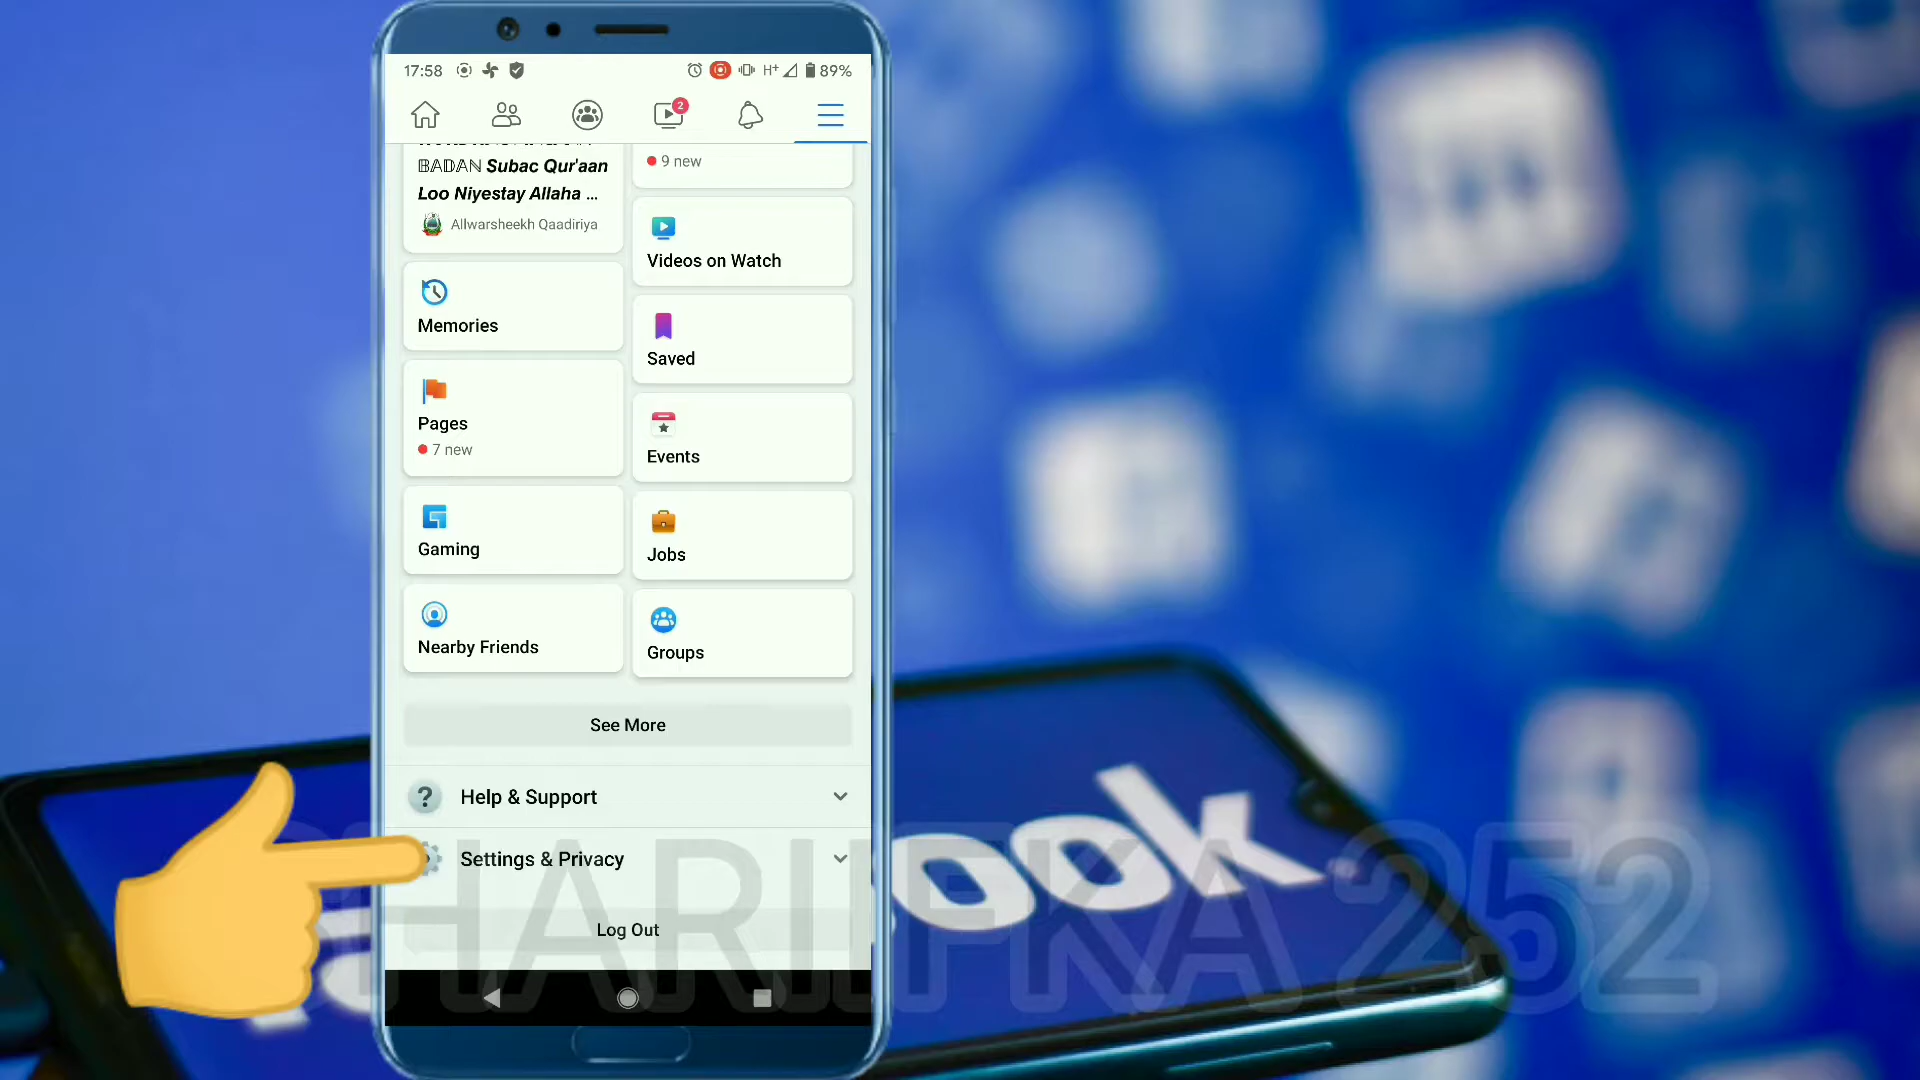 17:58
H+
89%
2
BADAN Subac Qur'aan
Loo Niyestay Allaha ...
Allwarsheekh Qaadiriya
9 new
Videos on Watch
Memories
Saved
Pages
7 new
Events
Gaming
Jobs
Nearby Friends
Groups
See More
? Help & Support
Settings & Privacy
Log Out
ook.
SHARIIFKA 252